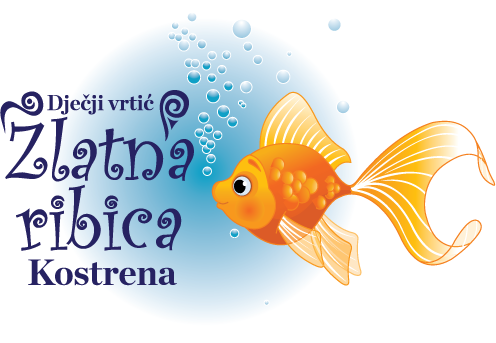 Dječji vrtić
Zlatna
ribica
Kostrena